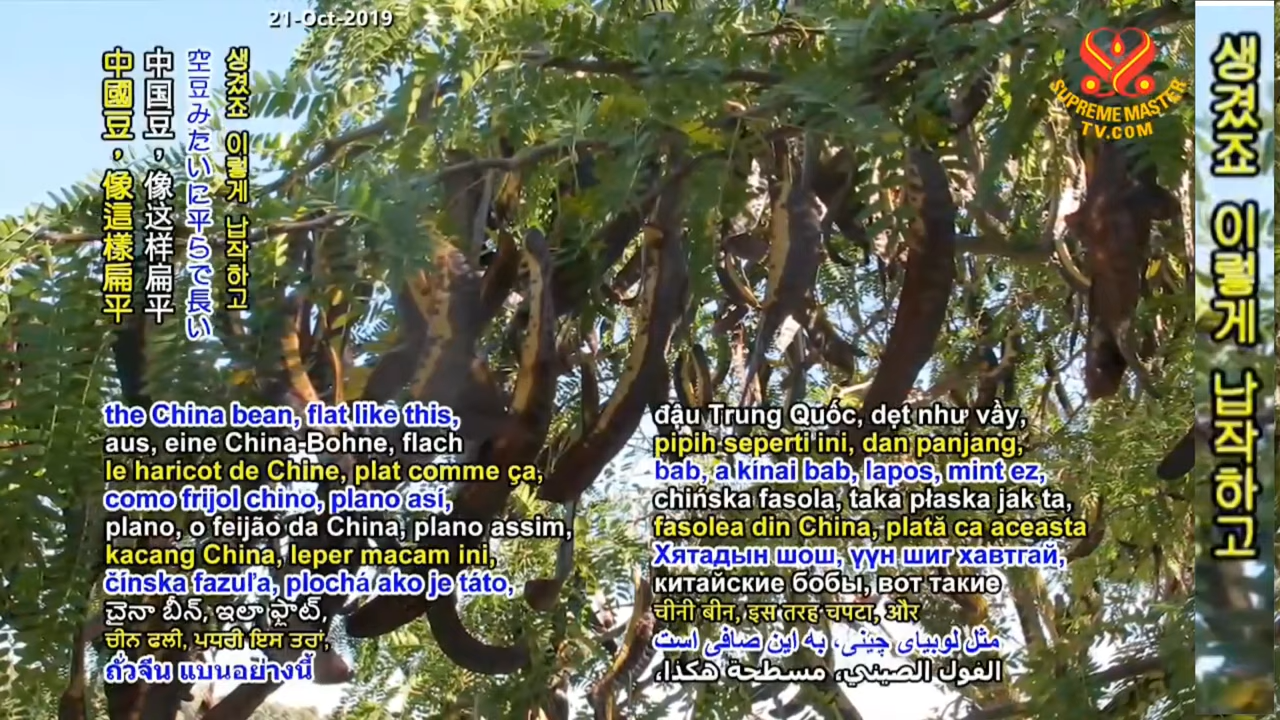 21-Oct-2019
생겼죠 이렇게 납작하고
空豆みたいに平らで長い
中国豆，像这样扁平
中國豆，像這樣扁平
SUPREME MASTER
TV.COM
the China bean, flat like this,
aus, eine China-Bohne, flach
le haricot de Chine, plat comme ça,
como frijol chino, plano así,
plano, o feijão da China, plano assim,
kacang China, leper macam ini,
čínska fazuľa, plochá ako je táto,
చైనా బీన్, ఇలా ఫ్లాట్,
ਚੀਨ ਫਲੀ, ਪਧਰੀ ਇਸ ਤਰਾਂ,
ถั่วจีน แบนอย่างนี้
đậu Trung Quốc, dẹt như vầy,
pipih seperti ini, dan panjang,
bab, a kínai bab, lapos, mint ez,
chińska fasola, taka płaska jak ta,
fasolea din China, plată ca aceasta
Хятадын шош, үүн шиг хавтгай,
китайские бобы, вот такие
चीनी बीन, इस तरह चपटा, और
مثل لوبیای چینی، به این صافی است
الفول الصيني، مسطحة هكذا،
생겼죠 이렇게 납작하고